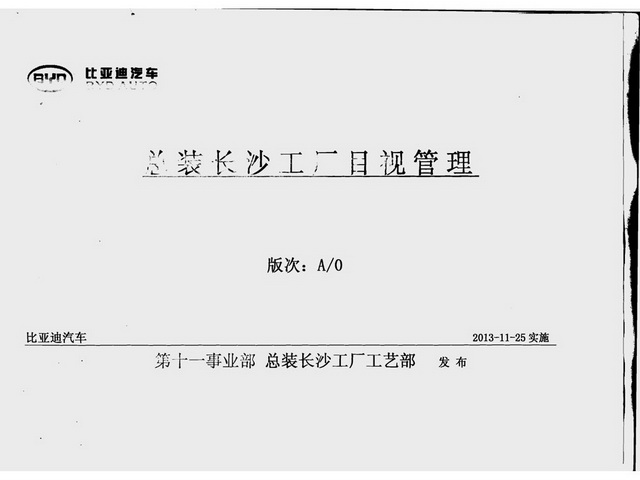 BYD 比亚迪汽车
BYD AUTO
总装长沙工厂目视管理
版次：A/0
比亚迪汽车 2013-11-25 实施
第十一事业部 总装长沙工厂工艺部 发布